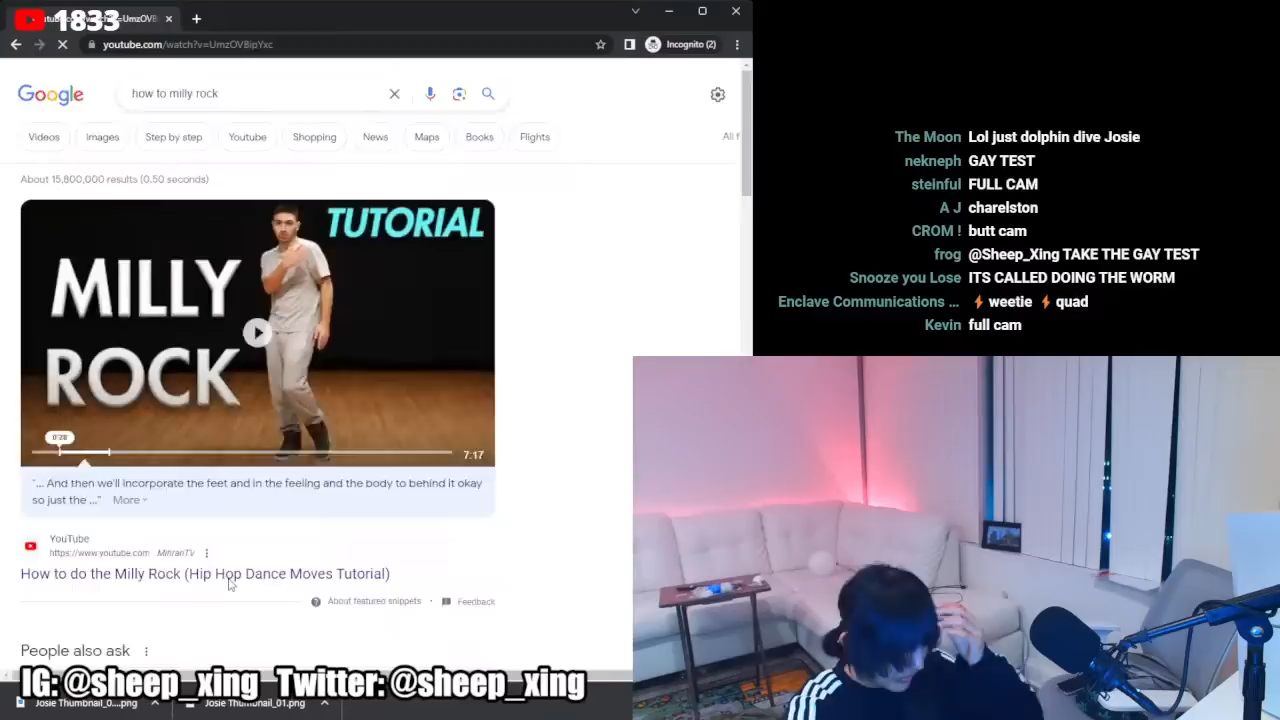 1833
youtube.com/watch?v=UmzOVBipYxc
Incognito (2)
Google
how to milly rock
Videos
Images
Step by step
Youtube
Shopping
News
Maps
Books
Flights
All f
About 15,800,000 results (0.50 seconds)
TUTORIAL
MILLY
ROCK
0:28
7:17
"... And then we'll incorporate the feet and in the feeling and the body to behind it okay
so just the ..." More
YouTube
https://www.youtube.com MihranTV
How to do the Milly Rock (Hip Hop Dance Moves Tutorial)
About featured snippets
Feedback
People also ask
IG: @sheep_xing Twitter: @sheep_xing
Josie Thumbnail_0....png
Josie Thumbnail_01.png
The Moon Lol just dolphin dive Josie
nekneph GAY TEST
steinful FULL CAM
A J charelston
CROM ! butt cam
frog @Sheep_Xing TAKE THE GAY TEST
Snooze you Lose ITS CALLED DOING THE WORM
Enclave Communications ... ⚡weetie ⚡quad
Kevin full cam